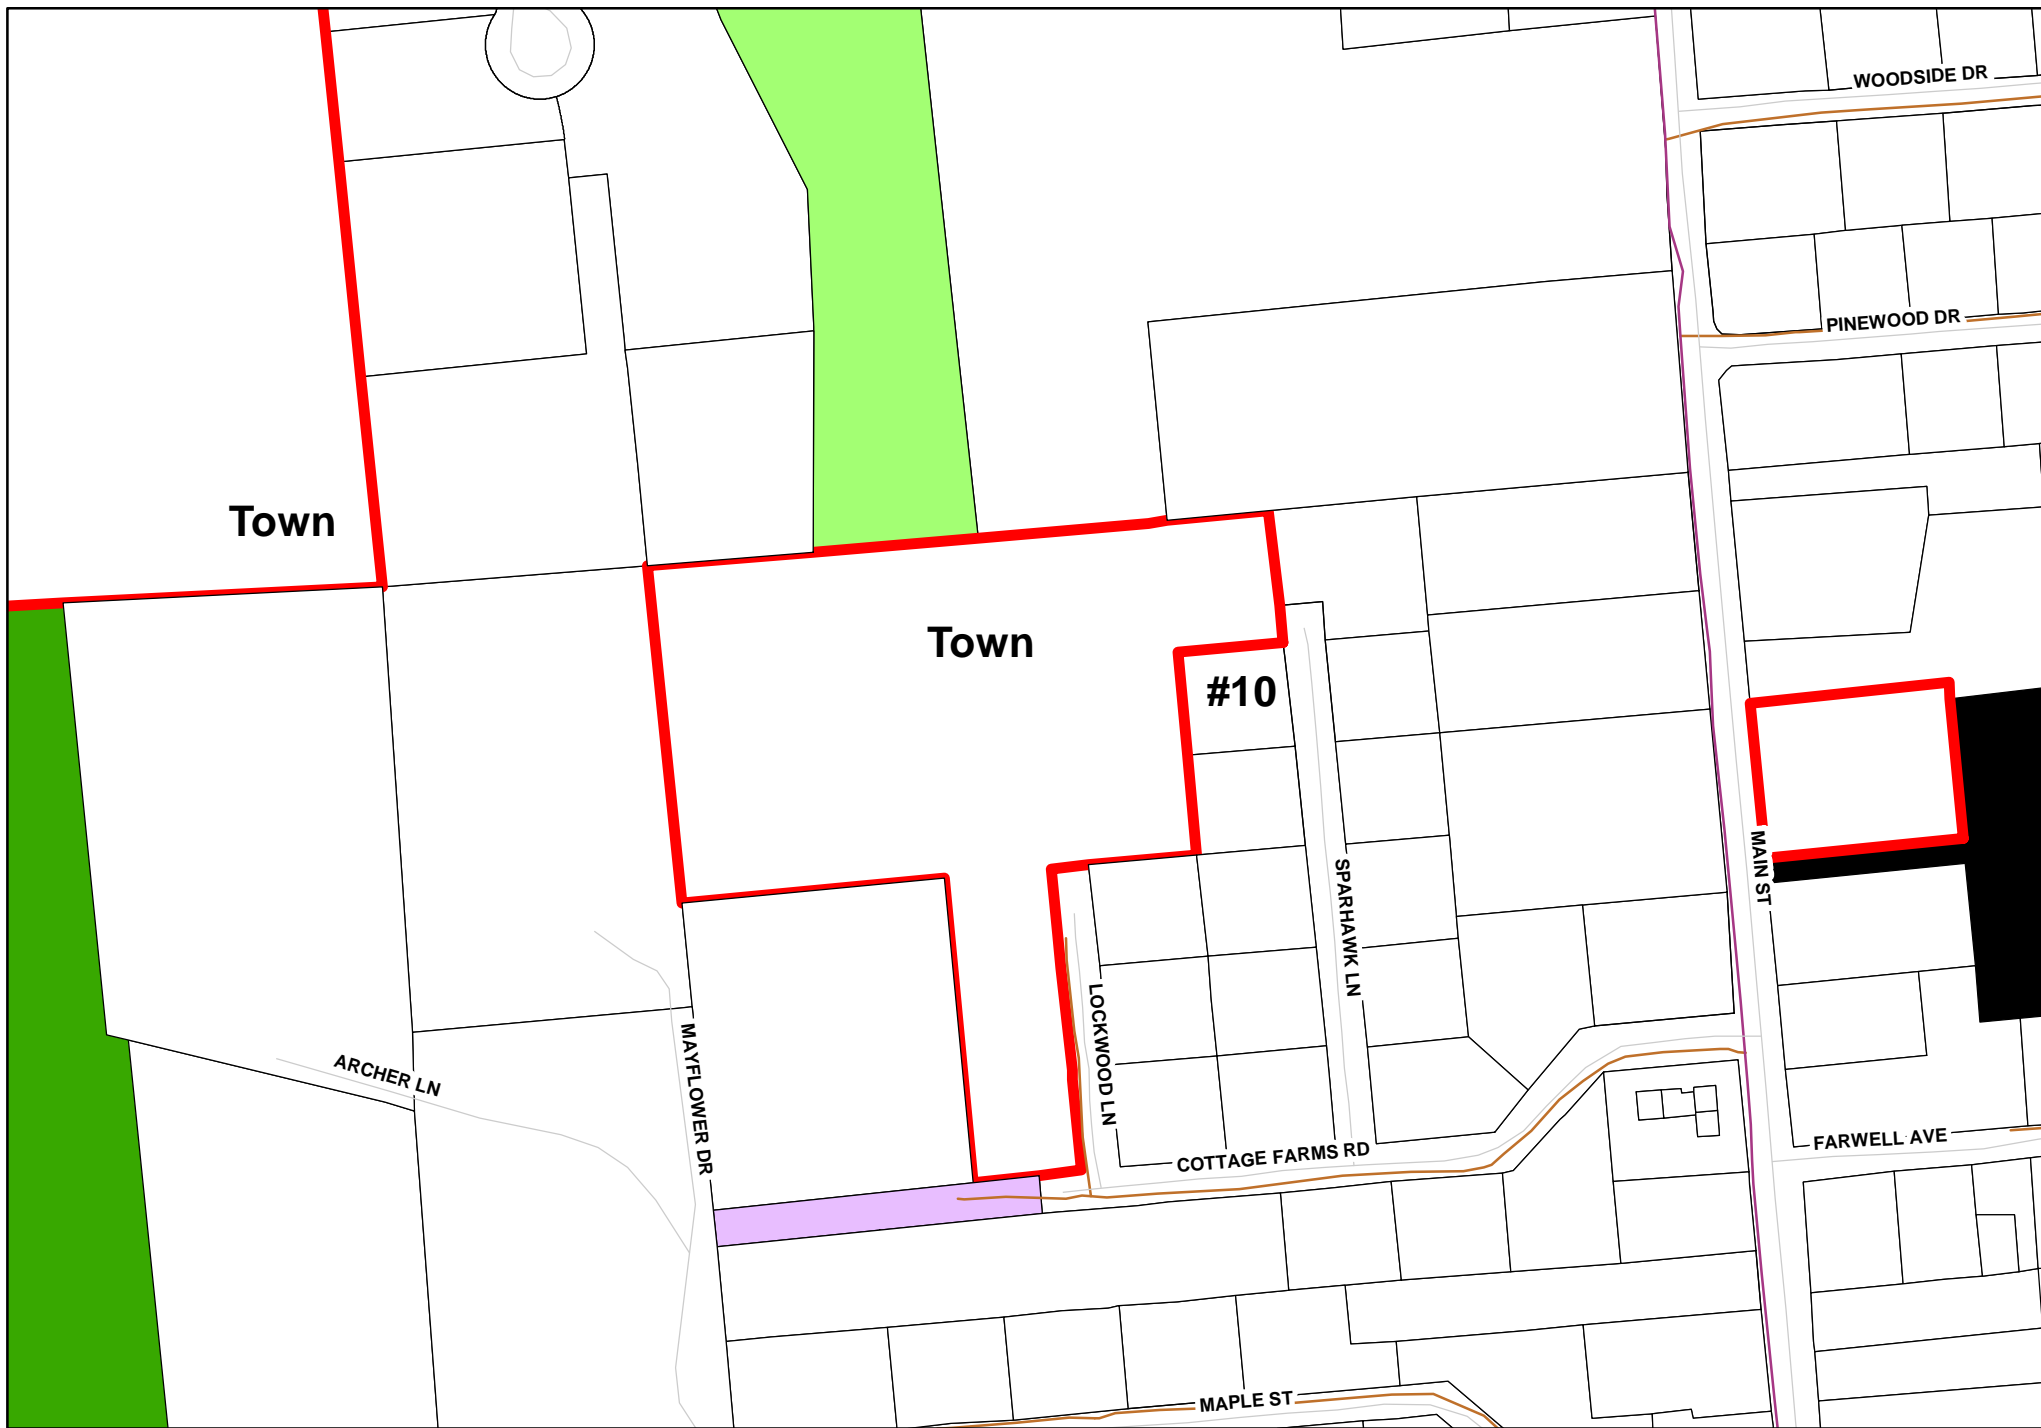 WOODSIDE DR
PINEWOOD DR
Town
Town
#10
MAIN ST
SPARHAWK LN
LOCKWOOD LN
MAYFLOWER DR
ARCHER LN
COTTAGE FARMS RD
FARWELL AVE
MAPLE ST